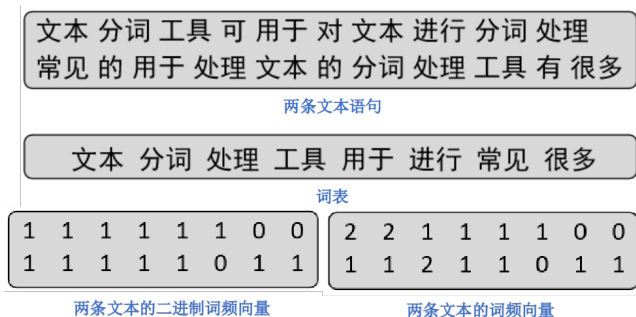 文本 分词 工具 可 用于 对 文本 进行 分词 处理
常见 的 用于 处理 文本 的 分词 处理 工具 有 很多
两条文本语句
文本 分词 处理 工具 用于 进行 常见 很多
词表
1 1 1 1 1 1 0 0
1 1 1 1 1 0 1 1
两条文本的二进制词频向量
2 2 1 1 1 1 0 0
1 1 2 1 1 0 1 1
两条文本的词频向量